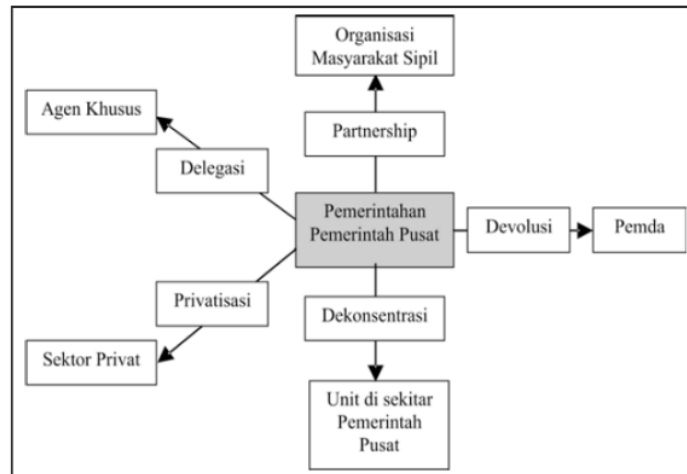 Organisasi
Masyarakat Sipil
Agen Khusus
Partnership
Delegasi
Pemerintahan
Pemerintah Pusat
Devolusi
Pemda
Privatisasi
Dekonsentrasi
Sektor Privat
Unit di sekitar
Pemerintah
Pusat